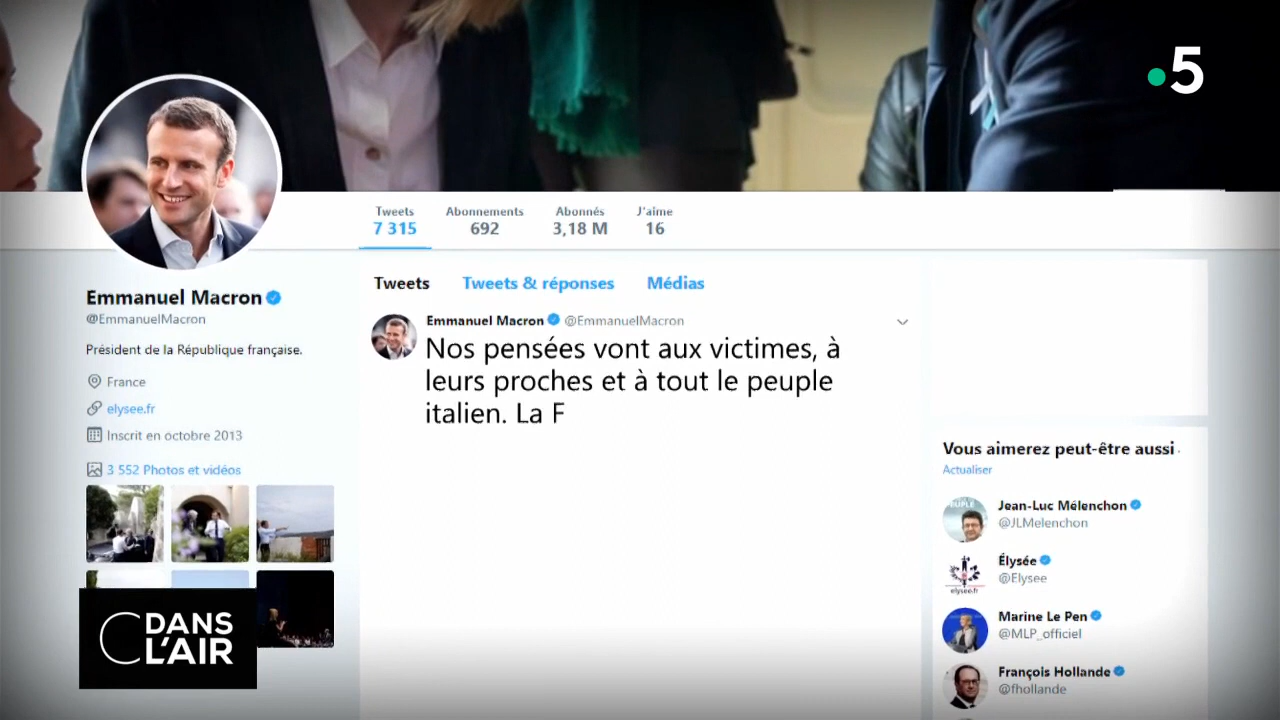 5
Tweets
7 315
Abonnements
692
Abonnés
3,18 M
J'aime
16
Emmanuel Macron
@EmmanuelMacron
Président de la République française.
France
elysee.fr
Inscrit en octobre 2013
3 552 Photos et vidéos
C DANS
L'AIR
Tweets Tweets & réponses Médias
Emmanuel Macron @EmmanuelMacron
Nos pensées vont aux victimes, à
leurs proches et à tout le peuple
italien. La F
Vous aimerez peut-être aussi ·
Actualiser
PEUPLE
Jean-Luc Mélenchon
@JLMelenchon
Élysée
@Elysee
elysee.fr
Marine Le Pen
@MLP_officiel
François Hollande
@fhollande